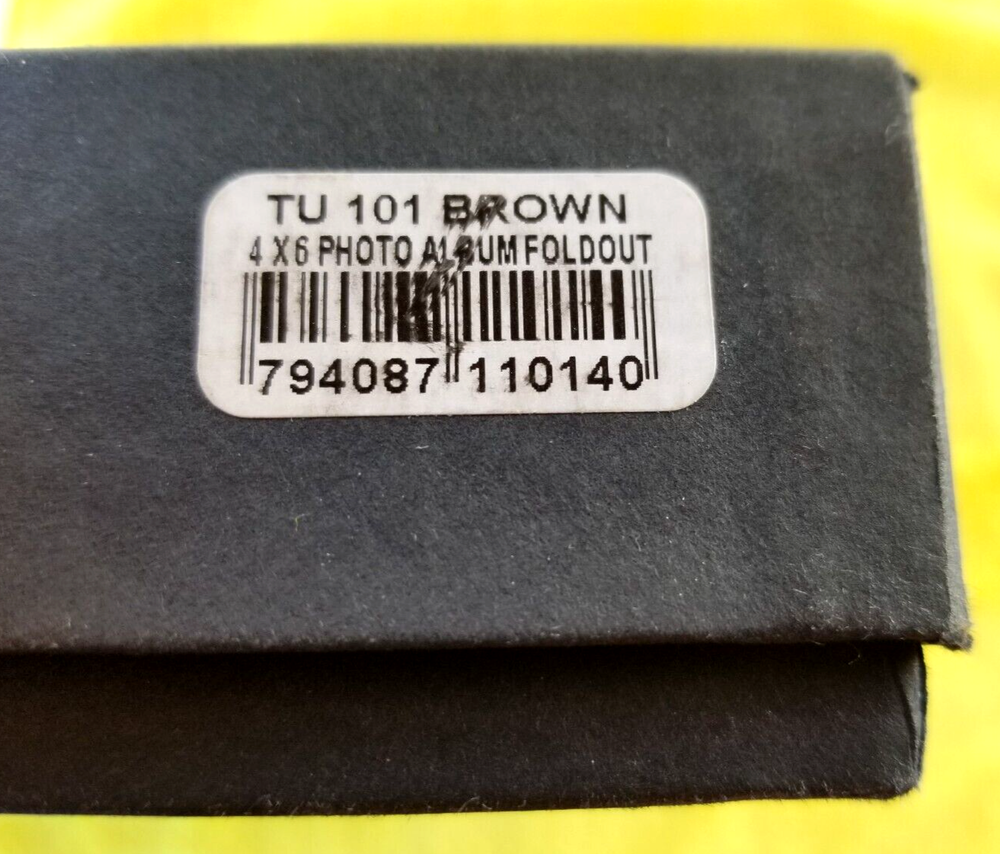 TU 101 BROWN
4 X 6 PHOTO ALBUM FOLDOUT
794087 110140